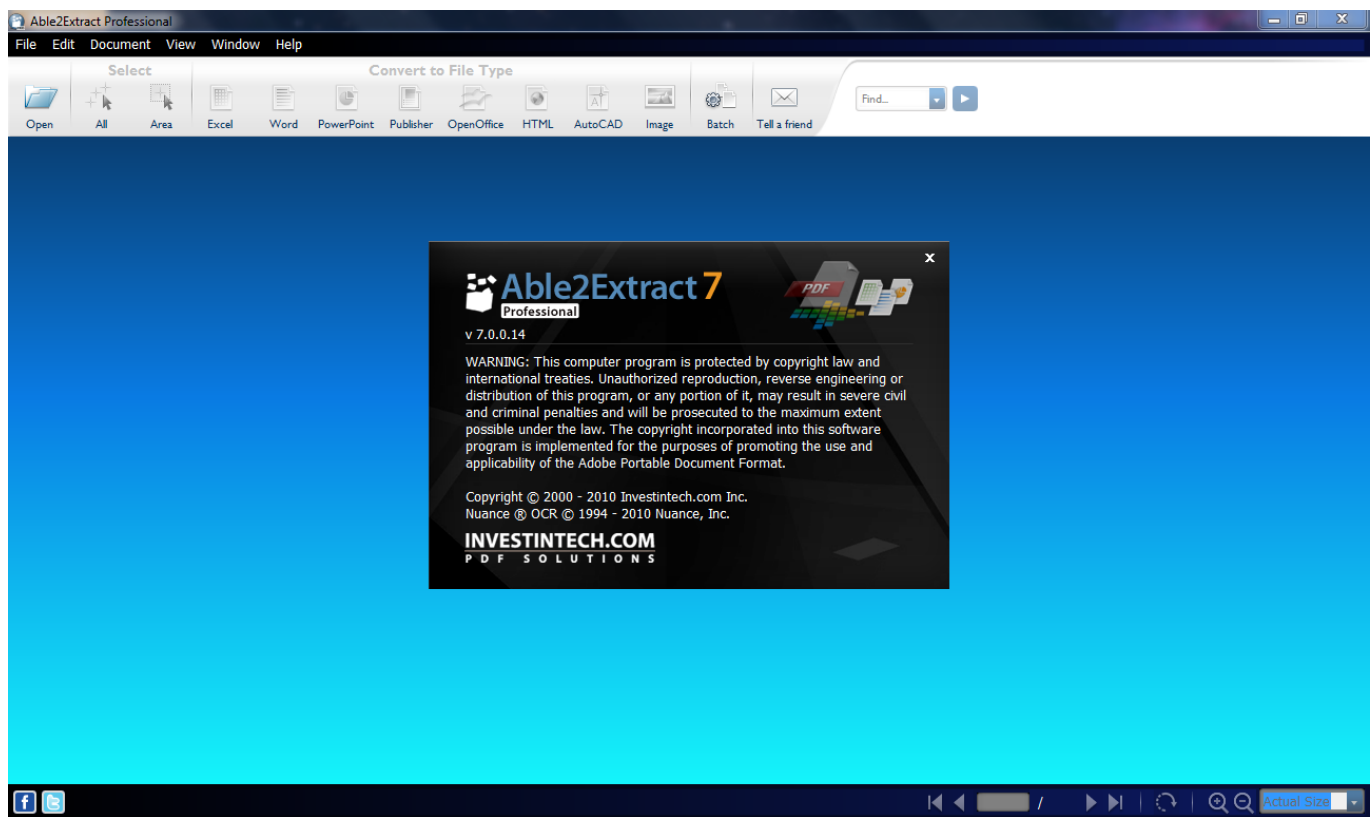 Able2Extract Professional
File Edit Document View Window Help
Select
Convert to File Type
Find...
Open All Area Excel Word PowerPoint Publisher OpenOffice HTML AutoCAD Image Batch Tell a friend
x
Able2Extract 7
PDF
Professional
v 7.0.0.14
WARNING: This computer program is protected by copyright law and
international treaties. Unauthorized reproduction, reverse engineering or
distribution of this program, or any portion of it, may result in severe civil
and criminal penalties and will be prosecuted to the maximum extent
possible under the law. The copyright incorporated into this software
program is implemented for the purposes of promoting the use and
applicability of the Adobe Portable Document Format.
Copyright © 2000 - 2010 Investintech.com Inc.
Nuance ® OCR © 1994 - 2010 Nuance, Inc.
INVESTINTECH.COM
PDF SOLUTIONS
/
Actual Size